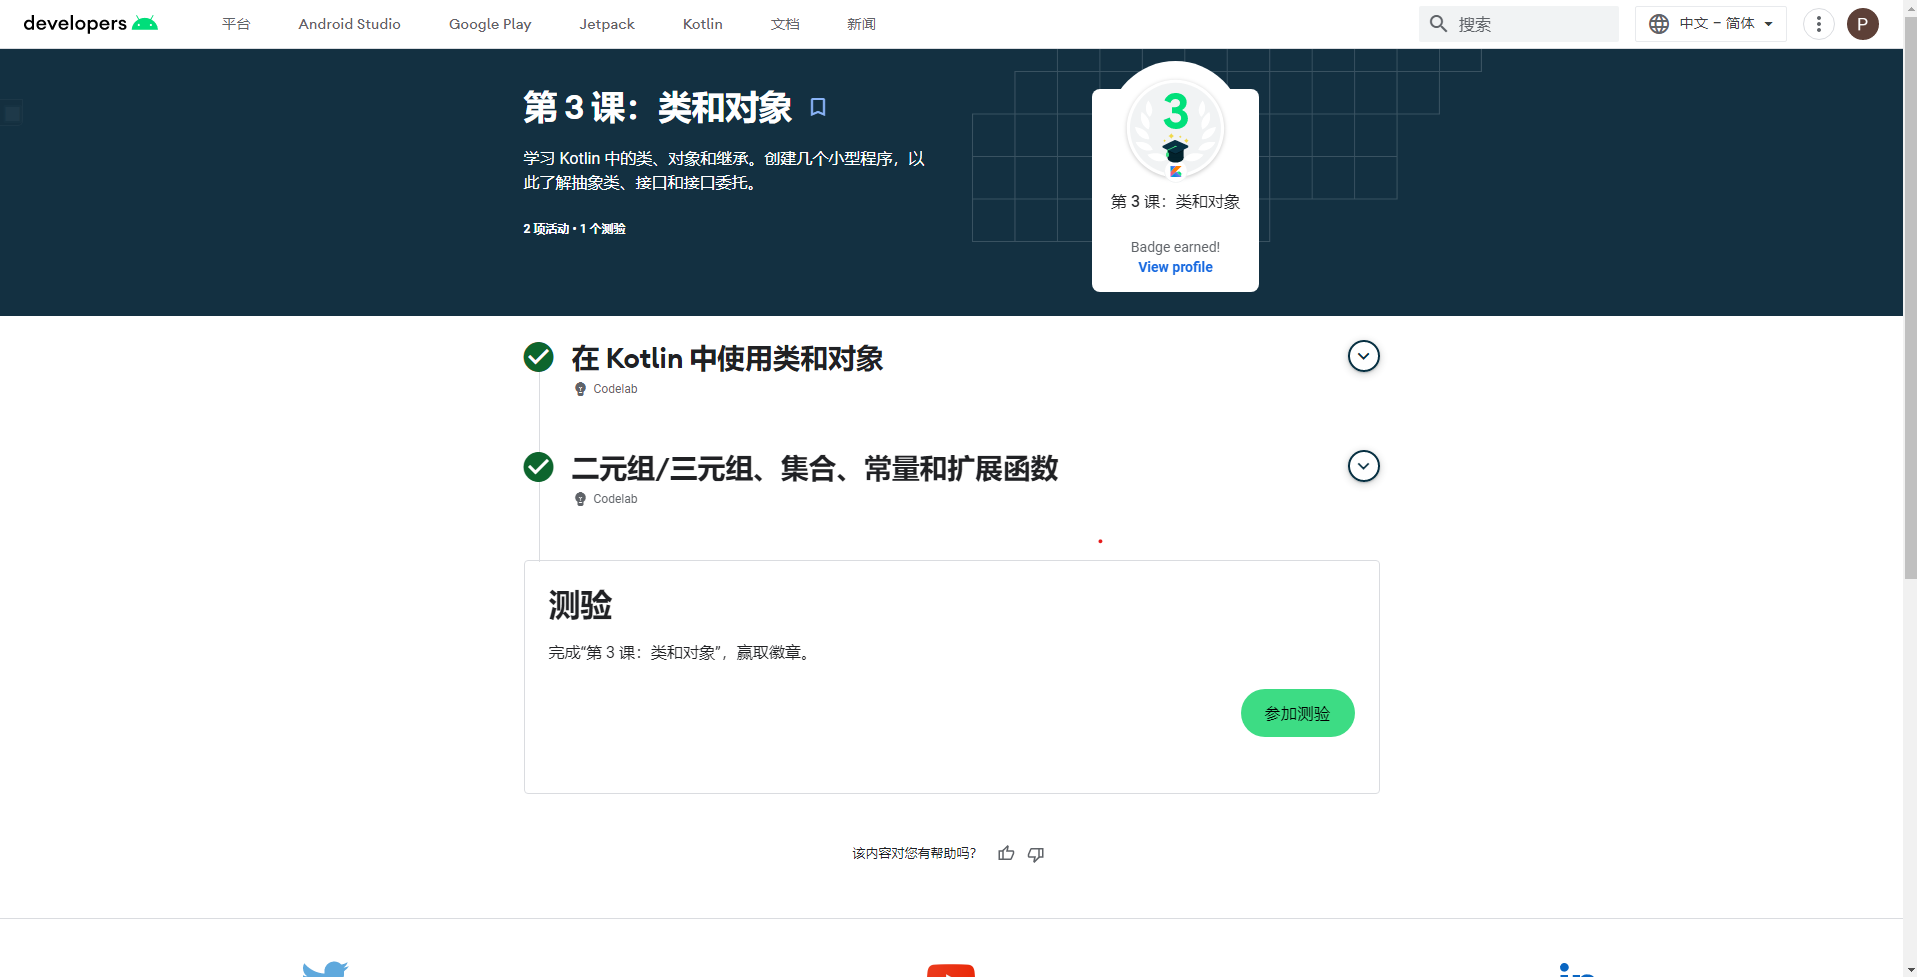 developers
平台
Android Studio
Google Play
Jetpack
Kotlin
文档
新闻
搜索
中文 – 简体
P
第 3 课：类和对象
学习 Kotlin 中的类、对象和继承。创建几个小型程序，以
此了解抽象类、接口和接口委托。
2 项活动 • 1 个测验
3
第 3 课：类和对象
Badge earned!
View profile
在 Kotlin 中使用类和对象
Codelab
二元组/三元组、集合、常量和扩展函数
Codelab
测验
完成“第 3 课：类和对象”，赢取徽章。
参加测验
该内容对您有帮助吗？
in